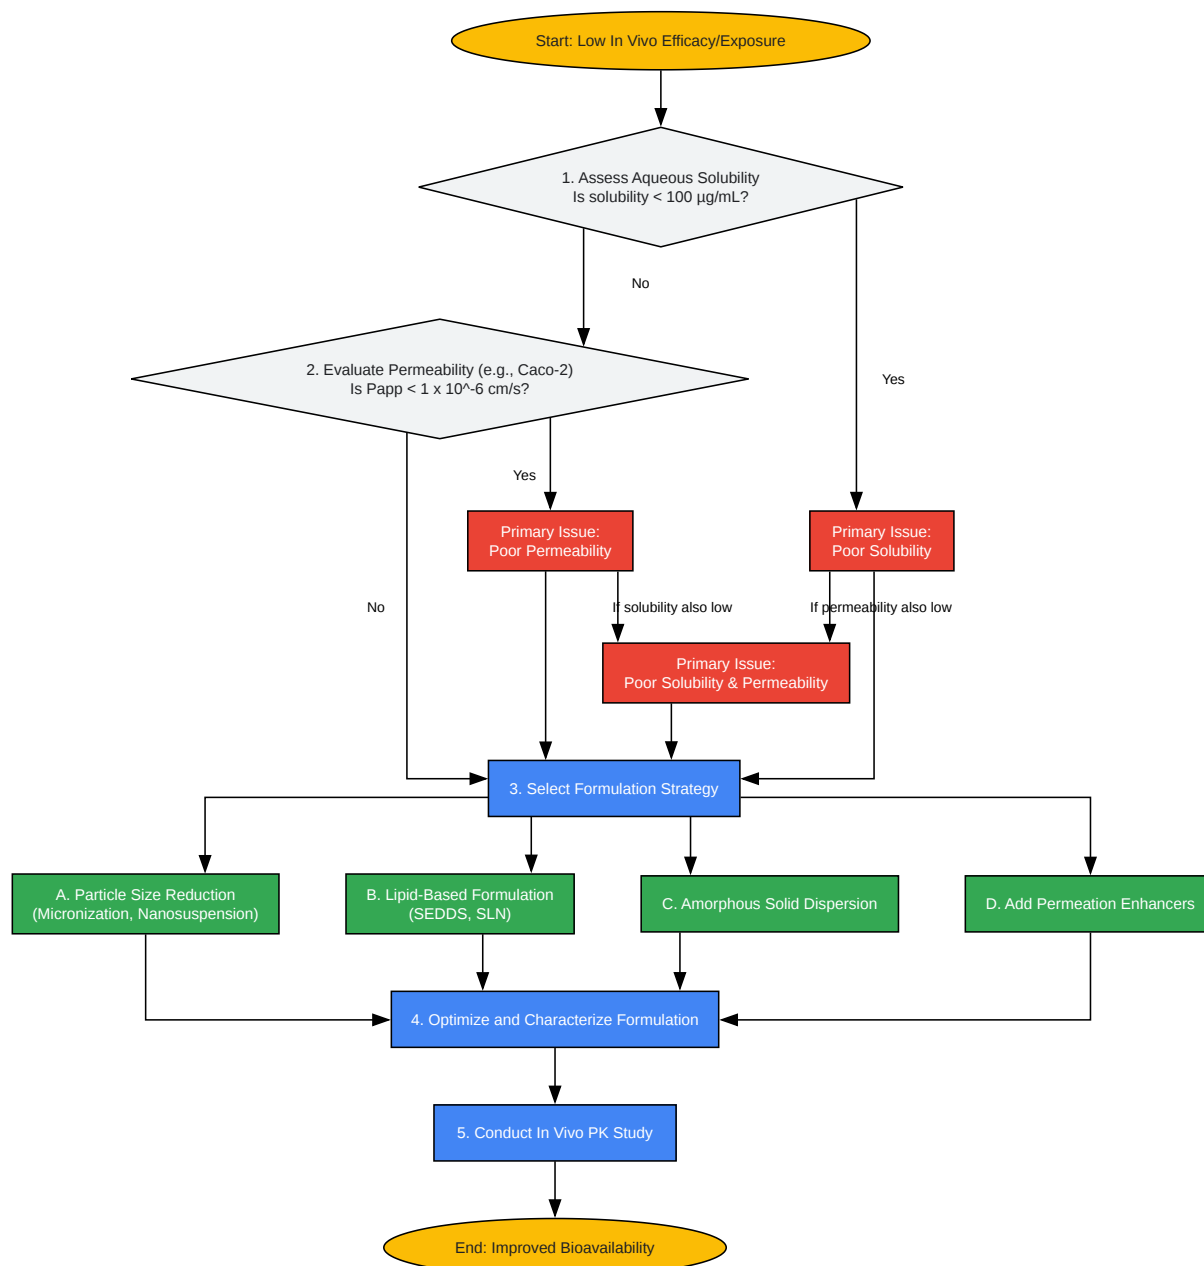 Start: Low In Vivo Efficacy/Exposure
1. Assess Aqueous Solubility
Is solubility < 100 µg/mL?
No
2. Evaluate Permeability (e.g., Caco-2)
Is Papp < 1 x 10^-6 cm/s?
Yes
Yes
Primary Issue:
Poor Permeability
Primary Issue:
Poor Solubility
No
If solubility also low
If permeability also low
Primary Issue:
Poor Solubility & Permeability
3. Select Formulation Strategy
A. Particle Size Reduction
(Micronization, Nanosuspension)
B. Lipid-Based Formulation
(SEDDS, SLN)
C. Amorphous Solid Dispersion
D. Add Permeation Enhancers
4. Optimize and Characterize Formulation
5. Conduct In Vivo PK Study
End: Improved Bioavailability